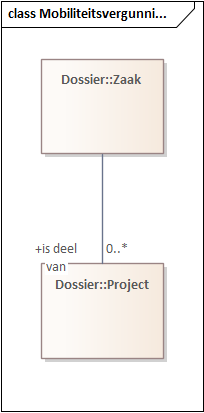 class Mobiliteitsvergunni...
Dossier::Zaak
+is deel 0..*
van
Dossier::Project